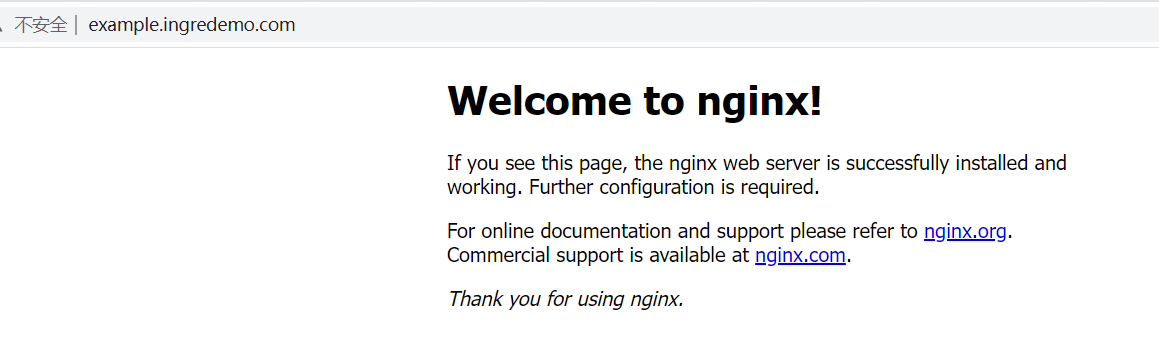 不安全 | example.ingredemo.com
Welcome to nginx!
If you see this page, the nginx web server is successfully installed and
working. Further configuration is required.
For online documentation and support please refer to nginx.org.
Commercial support is available at nginx.com.
Thank you for using nginx.